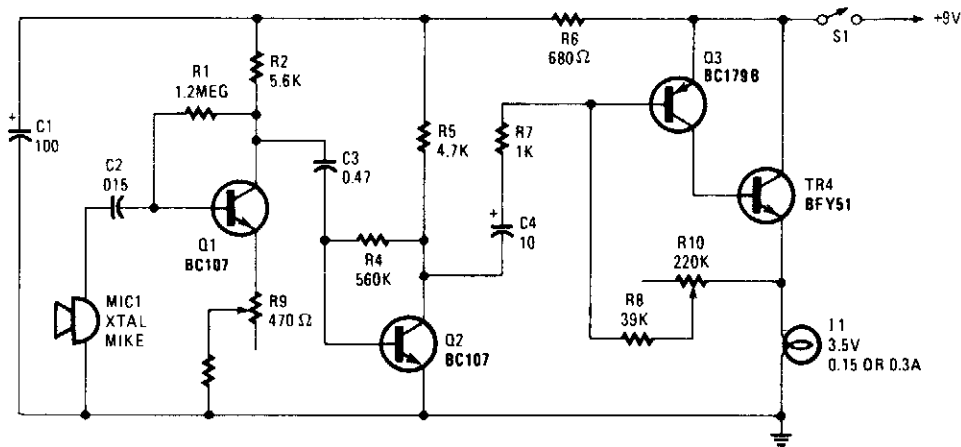 +9V
S1
R6
680Ω
R2
5.6K
R1
1.2MEG
Q3
BC179B
C1
100
+
R5
4.7K
R7
1K
C3
0.47
C2
015
TR4
BFY51
+
C4
10
Q1
BC107
R4
560K
R10
220K
MIC1
XTAL
MIKE
R9
470Ω
R8
39K
Q2
BC107
I1
3.5V
0.15 OR 0.3A